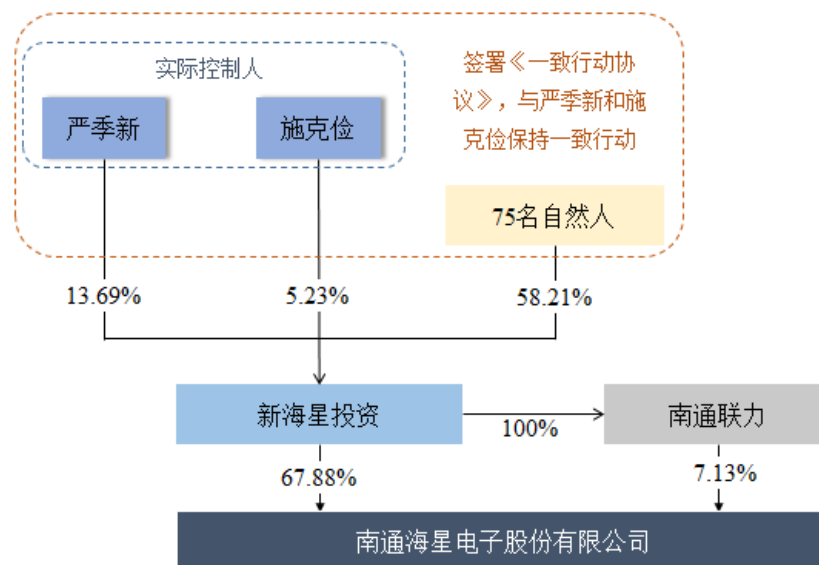 实际控制人
签署《一致行动协
议》，与严季新和施
克俭保持一致行动
严季新
施克俭
75名自然人
13.69%
5.23%
58.21%
新海星投资
100%
南通联力
67.88%
7.13%
南通海星电子股份有限公司